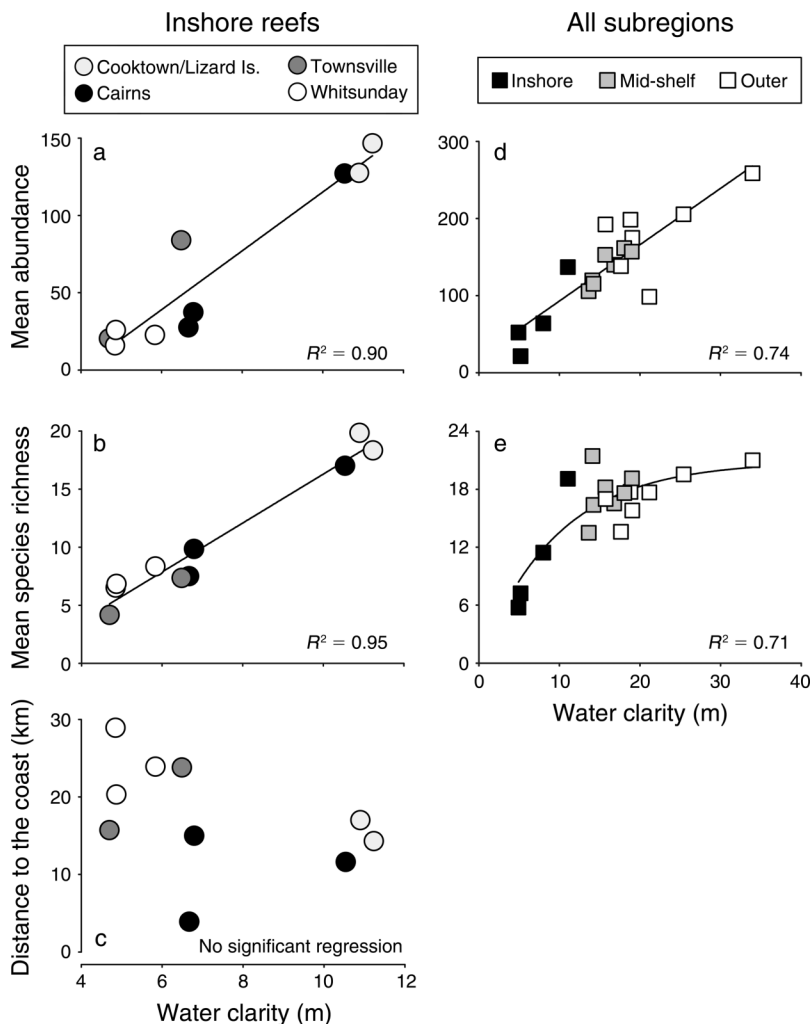 Inshore reefs
All subregions
Cooktown/Lizard Is.
Townsville
Cairns
Whitsunday
Inshore
Mid-shelf
Outer
Mean abundance
150
100
50
0
a
R² = 0.90
300
200
100
0
d
R² = 0.74
Mean species richness
20
15
10
5
0
b
R² = 0.95
24
18
12
6
0
e
R² = 0.71
0 10 20 30 40
Water clarity (m)
Distance to the coast (km)
30
20
10
0
c
No significant regression
4 6 8 10 12
Water clarity (m)